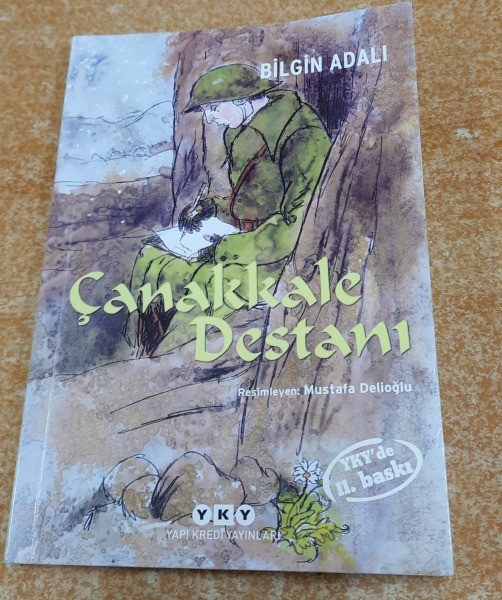 BİLGİN ADALI
Çanakkale
Destanı
Resimleyen: Mustafa Delioğlu
YKY'de
11. baskı
YKY
YAPI KREDİ YAYINLARI